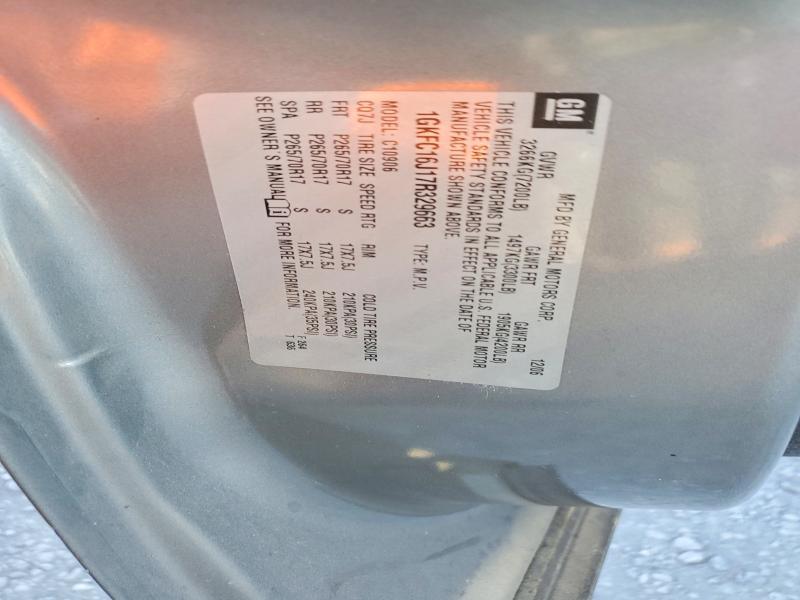 GM
MFD BY GENERAL MOTORS CORP. 12/06
GVWR GAWR FRT GAWR RR
3266KG(7200LB) 1497KG(3300LB) 1905KG(4200LB)
THIS VEHICLE CONFORMS TO ALL APPLICABLE U.S. FEDERAL MOTOR
VEHICLE SAFETY STANDARDS IN EFFECT ON THE DATE OF
MANUFACTURE SHOWN ABOVE.
1GKFC16J17R329663 TYPE: M.P.V.
MODEL: C10906
CQ7J TIRE SIZE SPEED RTG RIM COLD TIRE PRESSURE
FRT P265/70R17 S 17X7.5J 210KPA(30PSI)
RR P265/70R17 S 17X7.5J 210KPA(30PSI)
SPA P265/70R17 S 17X7.5J 240KPA(35PSI)
SEE OWNER'S MANUAL FOR MORE INFORMATION.
F 264
T 636